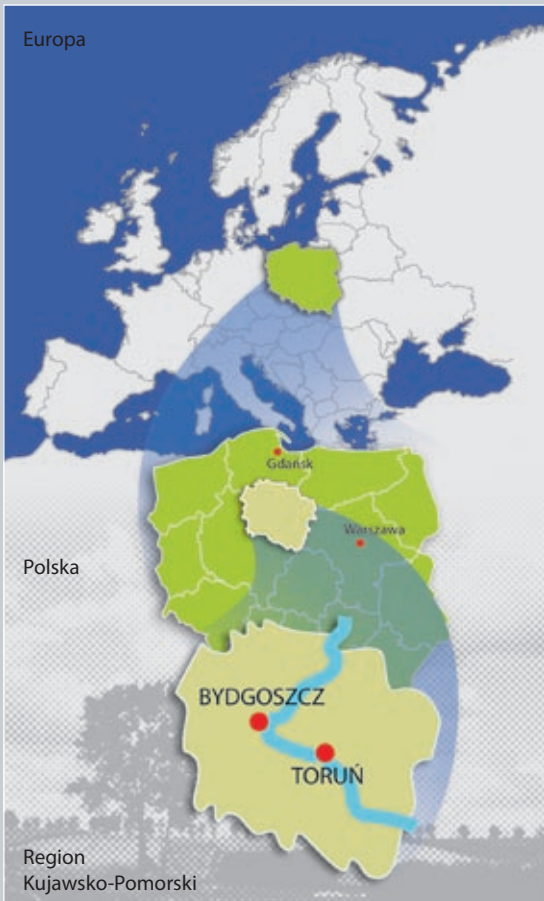 Europa
Gdańsk
Warszawa
Polska
BYDGOSZCZ
TORUŃ
Region
Kujawsko-Pomorski